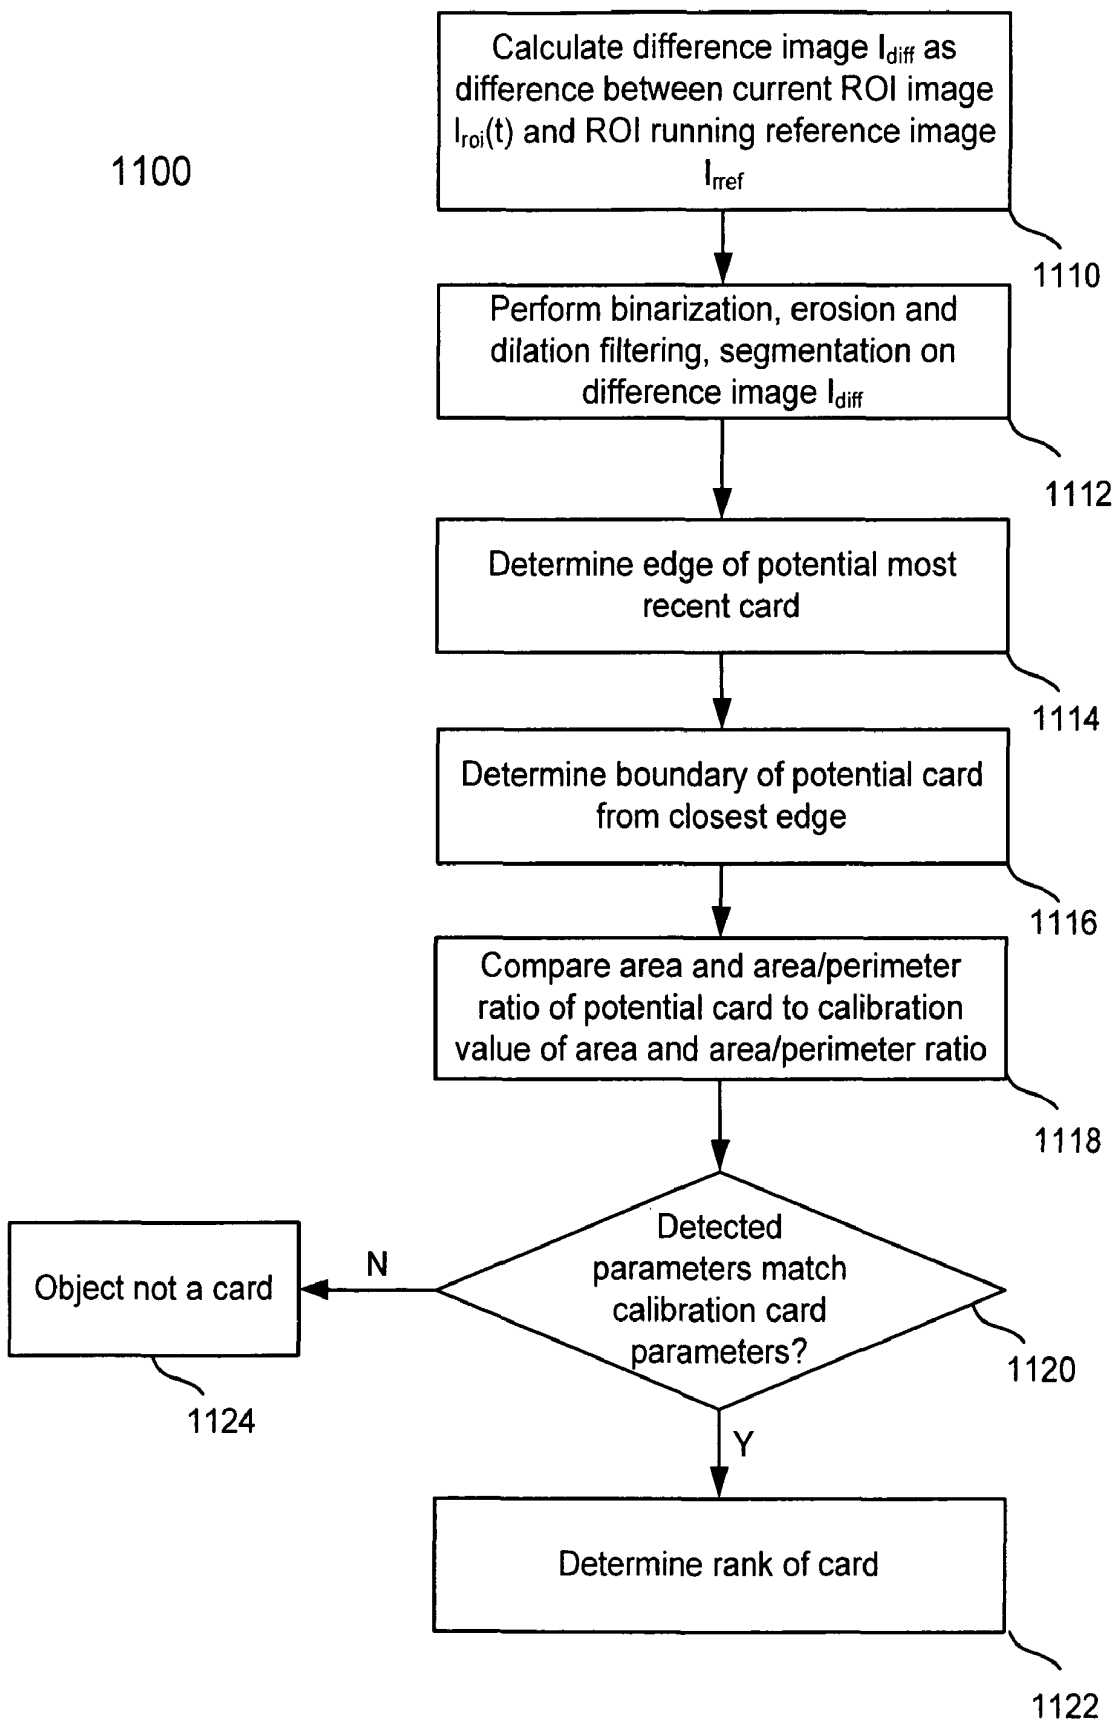 Calculate difference image Idiff as
difference between current ROI image
Iroi(t) and ROI running reference image
Irref
1100
1110
Perform binarization, erosion and
dilation filtering, segmentation on
difference image Idiff
1112
Determine edge of potential most
recent card
1114
Determine boundary of potential card
from closest edge
1116
Compare area and area/perimeter
ratio of potential card to calibration
value of area and area/perimeter ratio
1118
Detected
parameters match
calibration card
parameters?
N
Object not a card
1120
1124
Y
Determine rank of card
1122